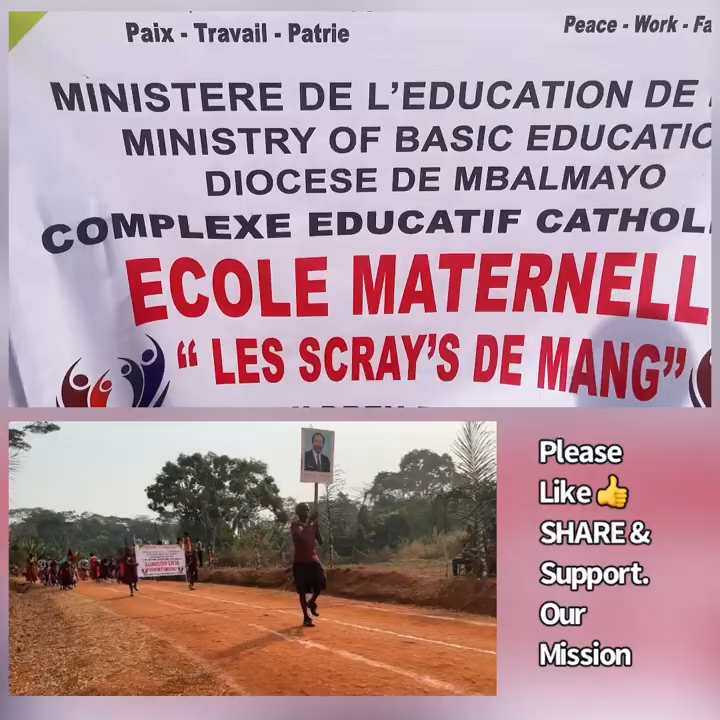 Paix - Travail - Patrie
Peace - Work - Fa
MINISTERE DE L'EDUCATION DE
MINISTRY OF BASIC EDUCATIO
DIOCESE DE MBALMAYO
COMPLEXE EDUCATIF CATHOL
ECOLE MATERNELL
“ LES SCRAY'S DE MANG”
Please
Like👍
SHARE &
Support.
Our
Mission